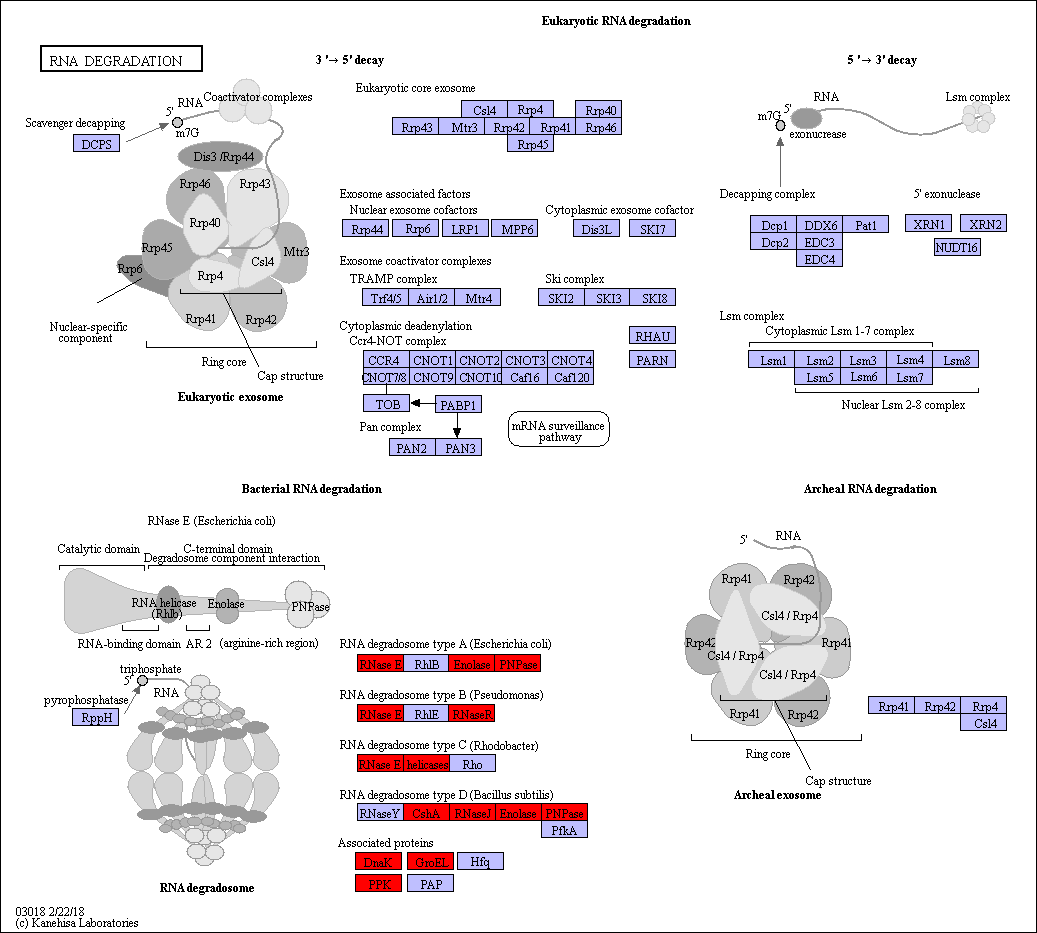 Eukaryotic RNA degradation
RNA DEGRADATION
3 '→ 5' decay
5 '→ 3' decay
Coactivator complexes
RNA
5'
m7G
Scavenger decapping
DCPS
Dis3 /Rrp44
Rrp46
Rrp43
Rrp40
Rrp45
Csl4
Mtr3
Rrp6
Rrp4
Rrp41
Rrp42
Nuclear-specific
component
Ring core
Cap structure
Eukaryotic exosome
Eukaryotic core exosome
Csl4 Rrp4 Rrp40
Rrp43 Mtr3 Rrp42 Rrp41 Rrp46
Rrp45
Exosome associated factors
Nuclear exosome cofactors
Rrp44 Rrp6 LRP1 MPP6
Cytoplasmic exosome cofactor
Dis3L SKI7
Exosome coactivator complexes
TRAMP complex
Trf4/5 Air1/2 Mtr4
Ski complex
SKI2 SKI3 SKI8
Cytoplasmic deadenylation
Ccr4-NOT complex
CCR4 CNOT1 CNOT2 CNOT3 CNOT4
CNOT7/8 CNOT9 CNOT10 Caf16 Caf120
RHAU
PARN
TOB
PABP1
Pan complex
PAN2 PAN3
mRNA surveillance
pathway
5'
RNA
Lsm complex
m7G
exonucrease
Decapping complex
5' exonuclease
Dcp1 DDX6 Pat1
Dcp2 EDC3
EDC4
XRN1 XRN2
NUDT16
Lsm complex
Cytoplasmic Lsm 1-7 complex
Lsm1 Lsm2 Lsm3 Lsm4 Lsm8
Lsm5 Lsm6 Lsm7
Nuclear Lsm 2-8 complex
Bacterial RNA degradation
RNase E (Escherichia coli)
Catalytic domain
C-terminal domain
Degradosome component interaction
RNA helicase
(Rhlb)
Enolase
PNPase
RNA-binding domain
AR 2
(arginine-rich region)
triphosphate
5'
RNA
pyrophosphatase
RppH
RNA degradosome
RNA degradosome type A (Escherichia coli)
RNase E RhlB Enolase PNPase
RNA degradosome type B (Pseudomonas)
RNase E RhlE RNaseR
RNA degradosome type C (Rhodobacter)
RNase E helicases Rho
RNA degradosome type D (Bacillus subtilis)
RNaseY CshA RNaseJ Enolase PNPase
PfkA
Associated proteins
DnaK GroEL Hfq
PPK PAP
Archeal RNA degradation
5'
RNA
Rrp41
Rrp42
Csl4 / Rrp4
Rrp42
Csl4 / Rrp4
Rrp41
Csl4 / Rrp4
Rrp41
Rrp42
Ring core
Cap structure
Archeal exosome
Rrp41 Rrp42 Rrp4
Csl4
03018 2/22/18
(c) Kanehisa Laboratories